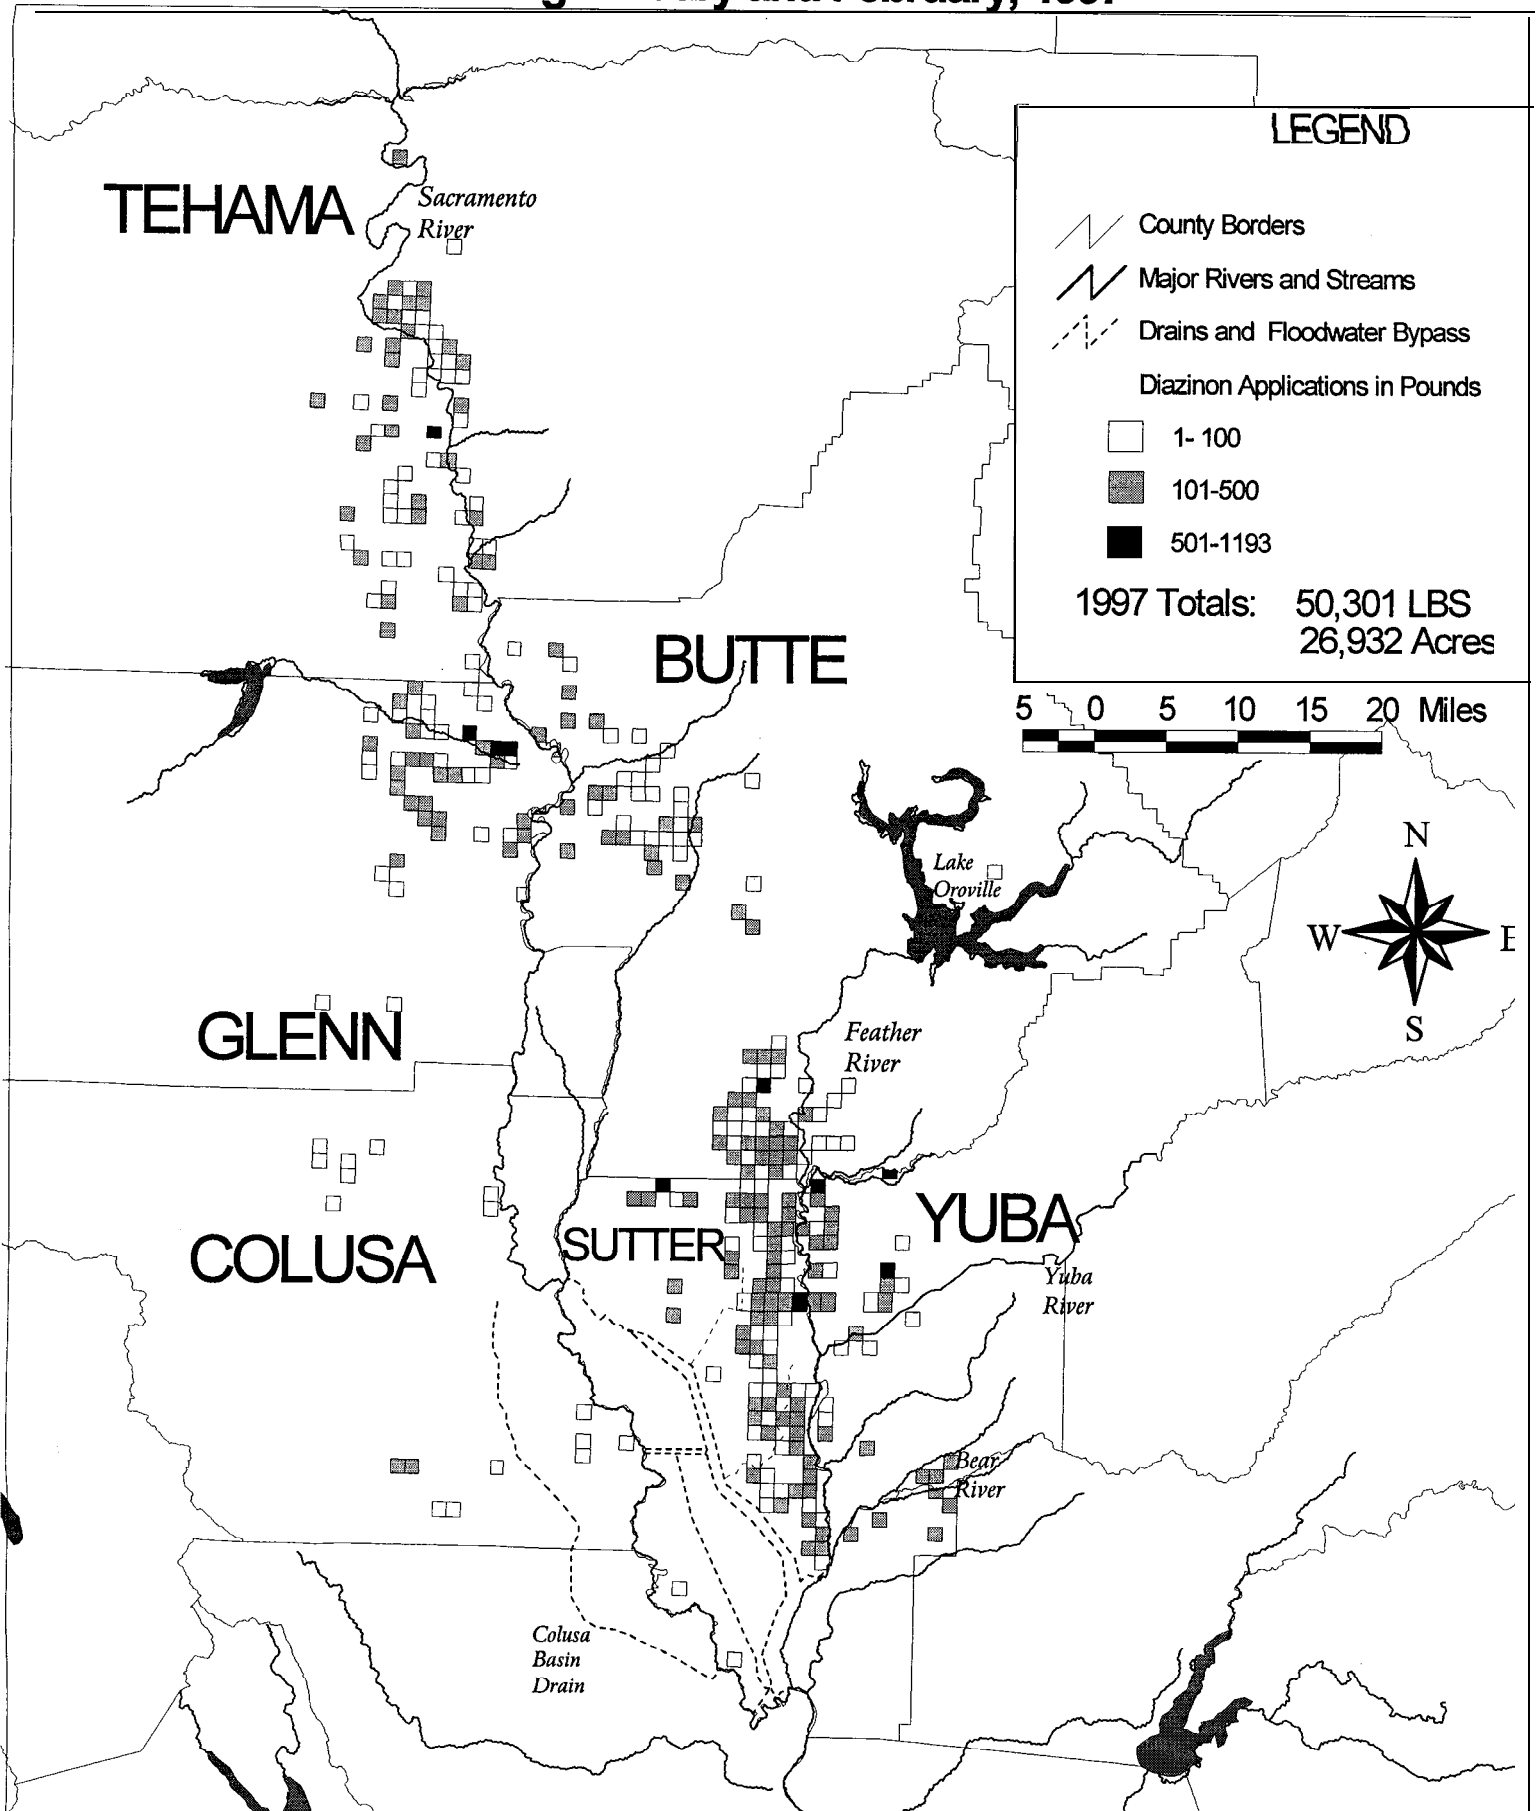 LEGEND
County Borders
Major Rivers and Streams
Drains and Floodwater Bypass
Diazinon Applications in Pounds
1- 100
101-500
501-1193
1997 Totals: 50,301 LBS
26,932 Acres
5 0 5 10 15 20 Miles
TEHAMA
Sacramento
River
BUTTE
Lake
Oroville
N
W E
S
GLENN
Feather
River
COLUSA
SUTTER
YUBA
Yuba
River
Bear
River
Colusa
Basin
Drain